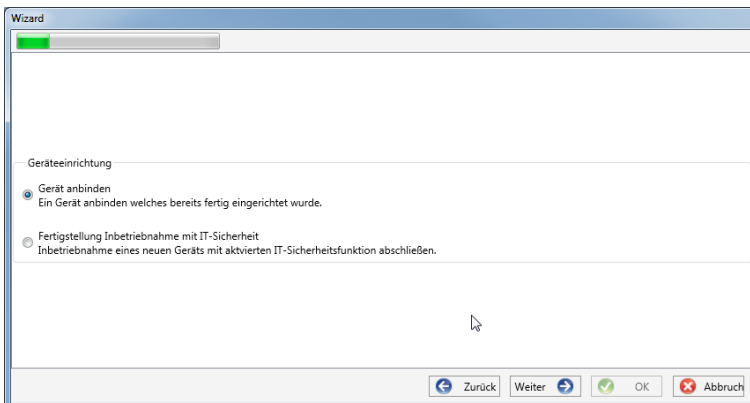 Wizard
Geräteeinrichtung
Gerät anbinden
Ein Gerät anbinden welches bereits fertig eingerichtet wurde.
Fertigstellung Inbetriebnahme mit IT-Sicherheit
Inbetriebnahme eines neuen Geräts mit aktvierten IT-Sicherheitsfunktion abschließen.
Zurück Weiter OK Abbruch